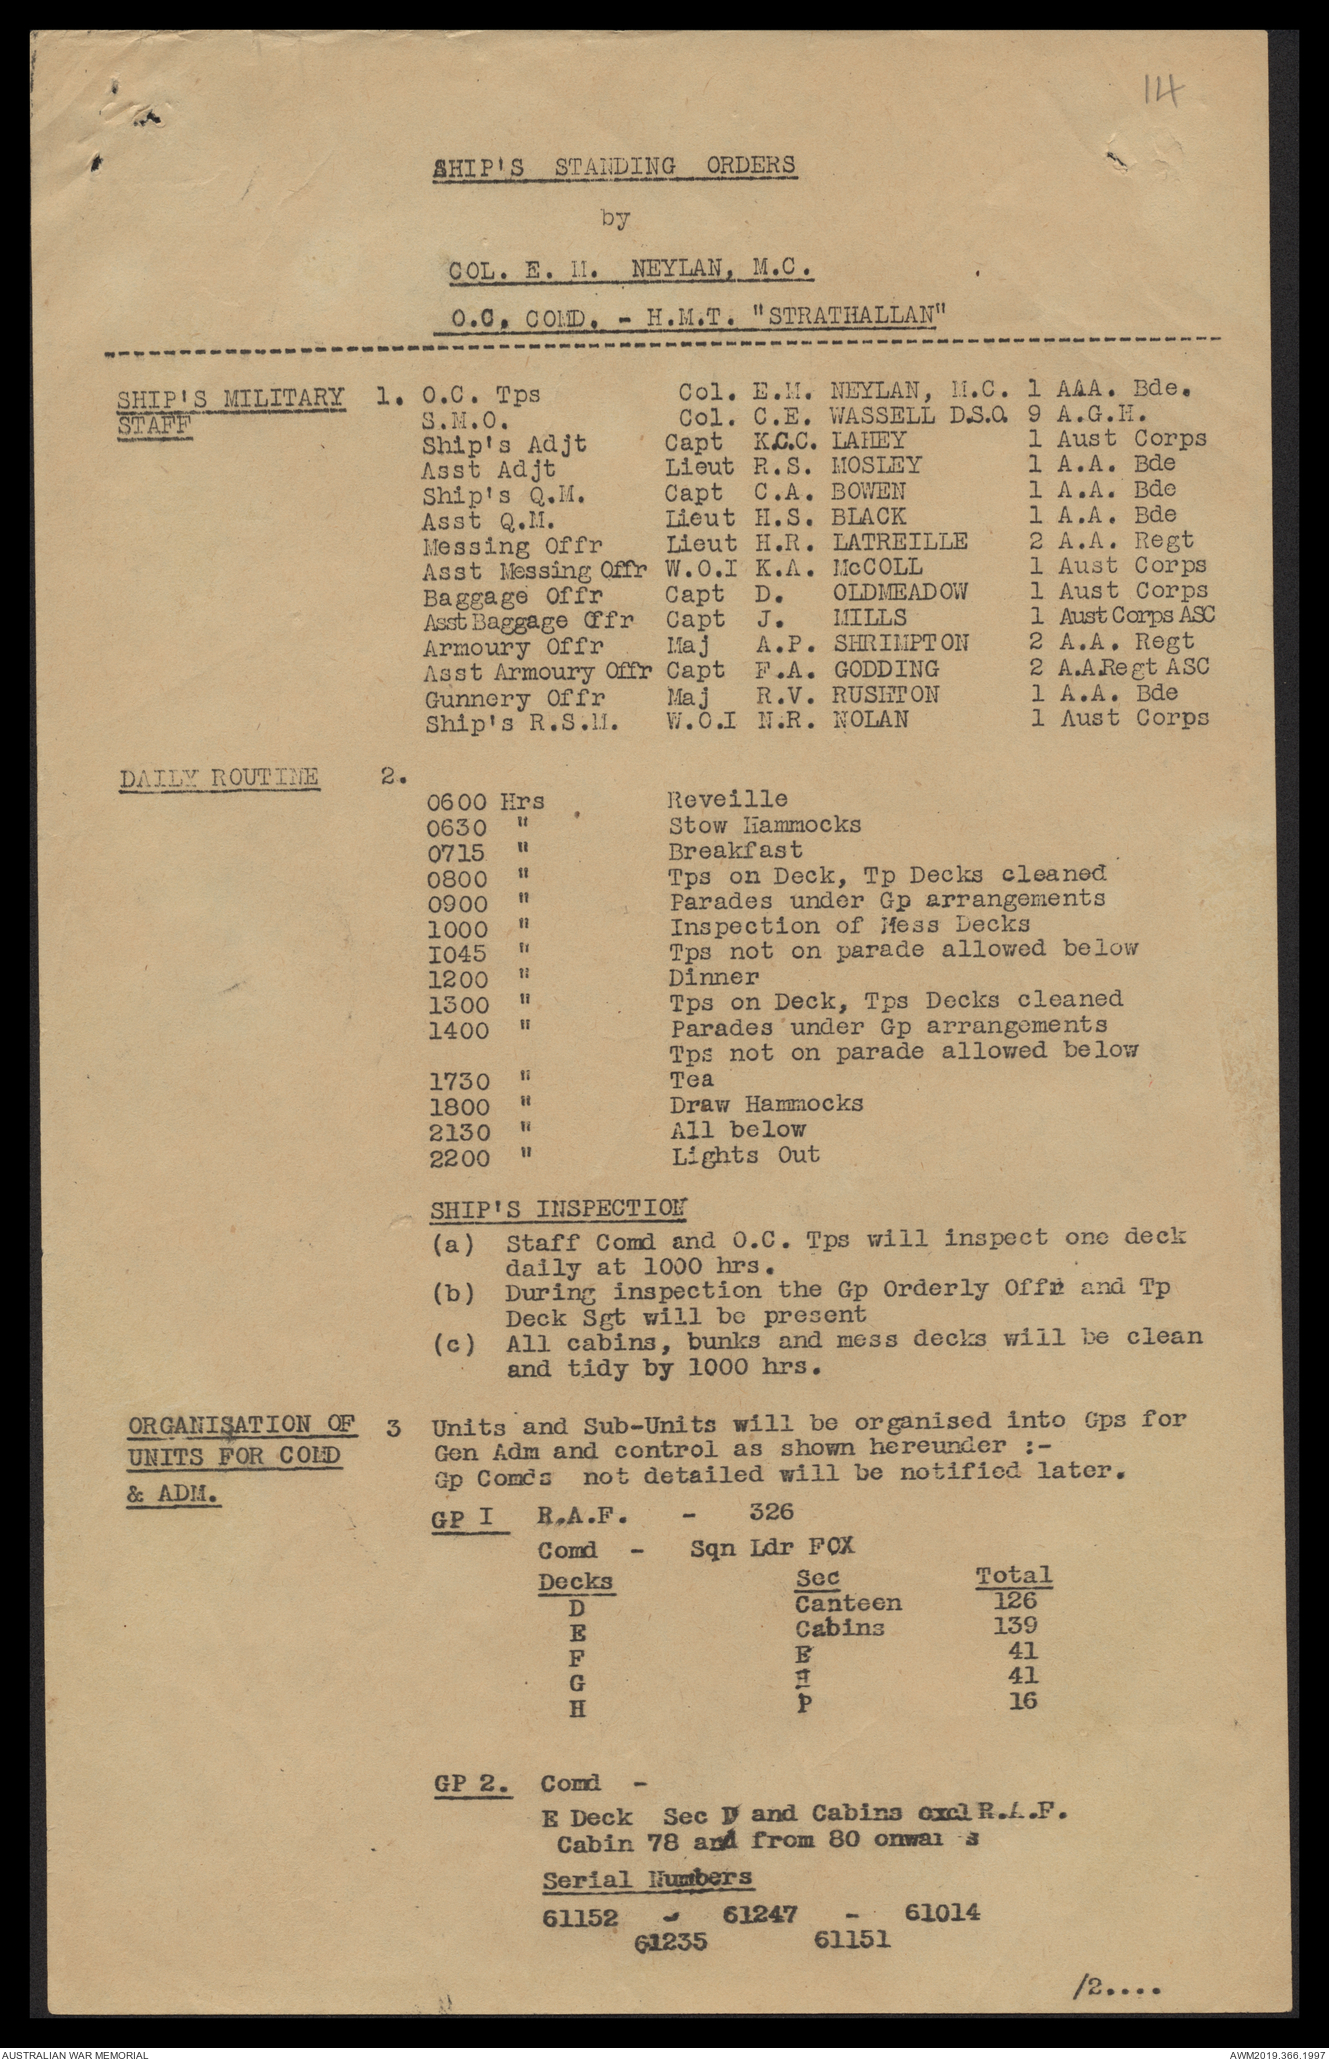 14
SHIP'S STANDING ORDERS
by
COL. E. M. NEYLAN, M.C.
O.C. COMD. - H.M.T. "STRATHALLAN"
SHIP'S MILITARY STAFF 1. O.C. Tps Col. E.M. NEYLAN, M.C. 1 A.A. Bde.
S.M.O. Col. C.E. WASSELL D.S.O. 9 A.G.H.
Ship's Adjt Capt K.C.C. LAHEY 1 Aust Corps
Asst Adjt Lieut R.S. MOSLEY 1 A.A. Bde
Ship's Q.M. Capt C.A. BOWEN 1 A.A. Bde
Asst Q.M. Lieut H.S. BLACK 1 A.A. Bde
Messing Offr Lieut H.R. LATREILLE 2 A.A. Regt
Asst Messing Offr W.O.I K.A. McCOLL 1 Aust Corps
Baggage Offr Capt D. OLDMEADOW 1 Aust Corps
Asst Baggage Offr Capt J. MILLS 1 Aust Corps ASC
Armoury Offr Maj A.P. SHRIMPTON 2 A.A. Regt
Asst Armoury Offr Capt F.A. GODDING 2 A.A.Regt ASC
Gunnery Offr Maj R.V. RUSHTON 1 A.A. Bde
Ship's R.S.M. W.O.I N.R. NOLAN 1 Aust Corps
DAILY ROUTINE 2.
0600 Hrs Reveille
0630 " Stow Hammocks
0715 " Breakfast
0800 " Tps on Deck, Tp Decks cleaned
0900 " Parades under Gp arrangements
1000 " Inspection of Mess Decks
I045 " Tps not on parade allowed below
1200 " Dinner
1300 " Tps on Deck, Tps Decks cleaned
1400 " Parades under Gp arrangements
Tps not on parade allowed below
1730 " Tea
1800 " Draw Hammocks
2130 " All below
2200 " Lights Out
SHIP'S INSPECTION
(a) Staff Comd and O.C. Tps will inspect one deck
daily at 1000 hrs.
(b) During inspection the Gp Orderly Offr and Tp
Deck Sgt will be present
(c) All cabins, bunks and mess decks will be clean
and tidy by 1000 hrs.
ORGANISATION OF 3 Units and Sub-Units will be organised into Gps for
UNITS FOR COMD Gen Adm and control as shown hereunder :-
& ADM. Gp Comds not detailed will be notified later.
GP I R.A.F. - 326
Comd - Sqn Ldr FOX
Decks Sec Total
D Canteen 126
E Cabins 139
F E 41
G H 41
H P 16
GP 2. Comd -
E Deck Sec D and Cabins excl R.A.F.
Cabin 78 and from 80 onwards
Serial Numbers
61152 - 61247 - 61014
61235 61151
/2....
AUSTRALIAN WAR MEMORIAL AWM2019.366.1997